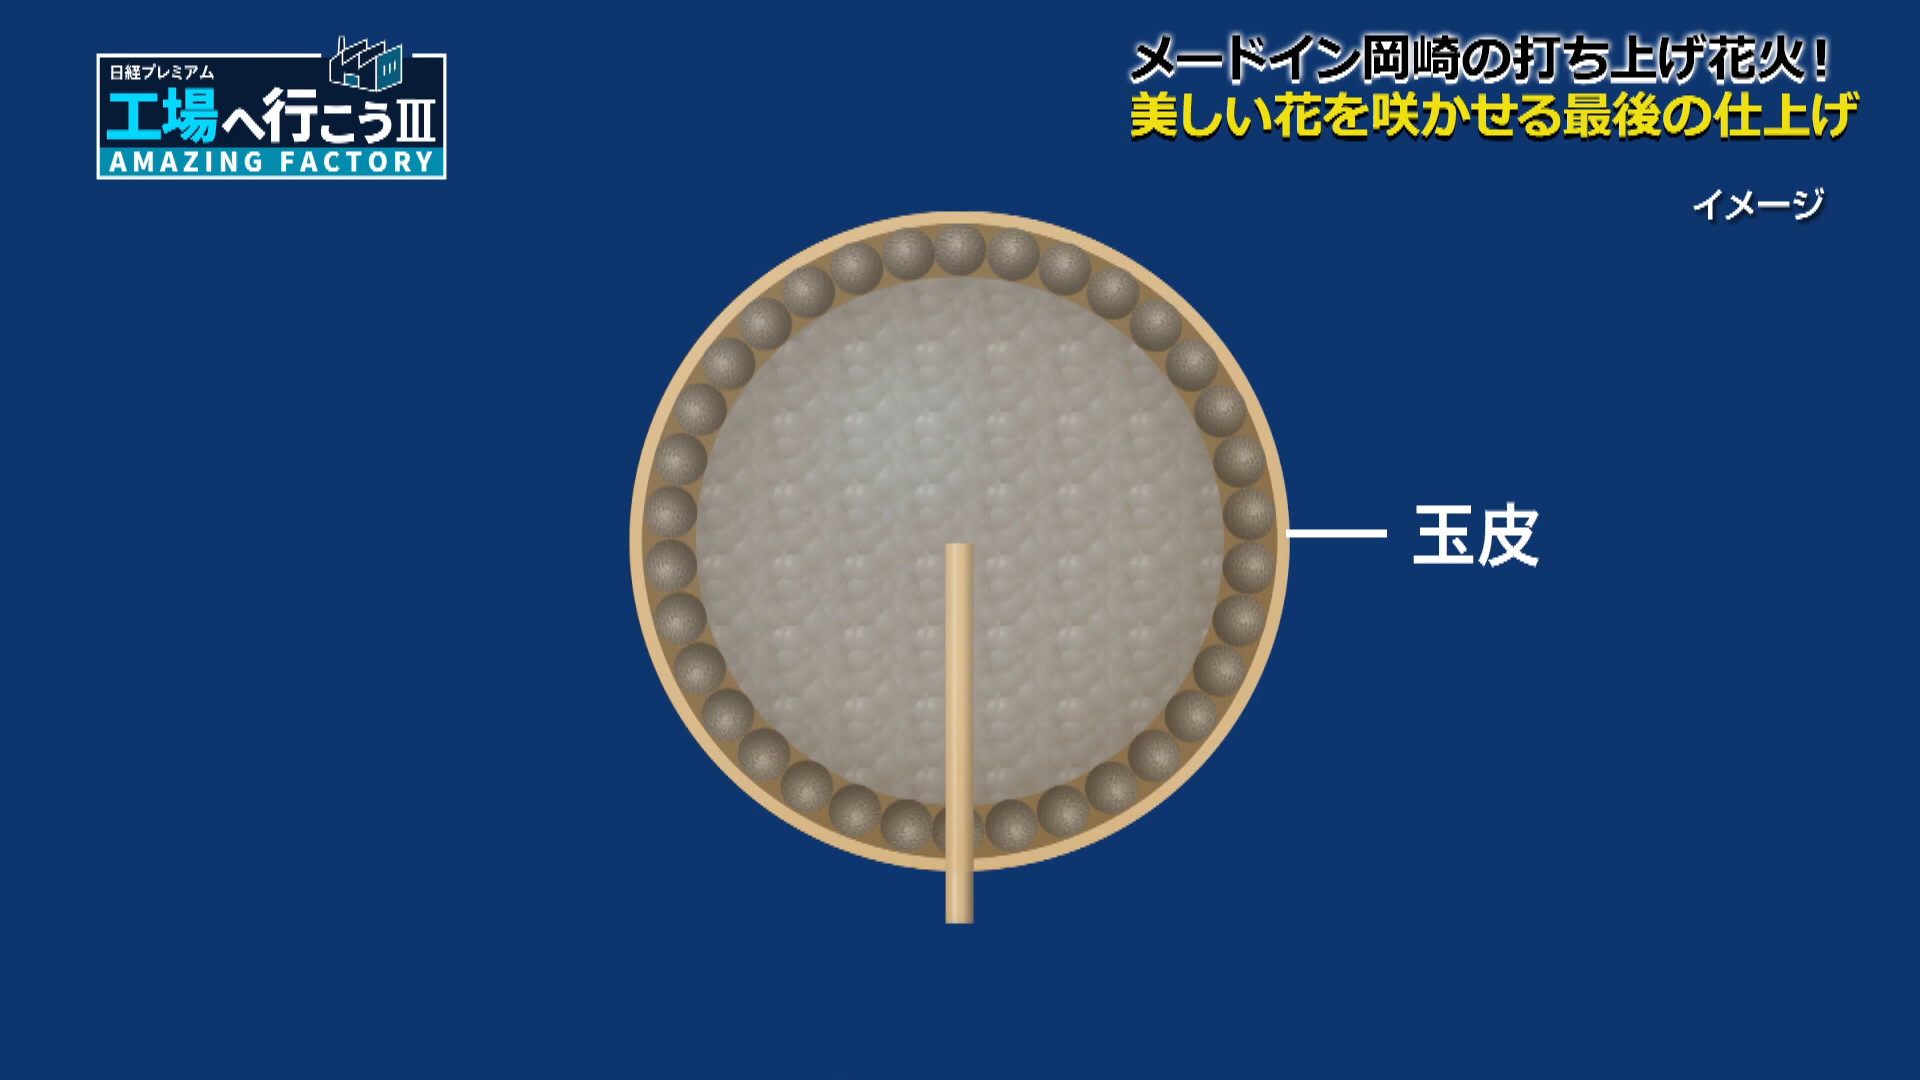 日経プレミアム
工場へ行こうⅢ
AMAZING FACTORY
メードイン岡崎の打ち上げ花火！
美しい花を咲かせる最後の仕上げ
イメージ
玉皮